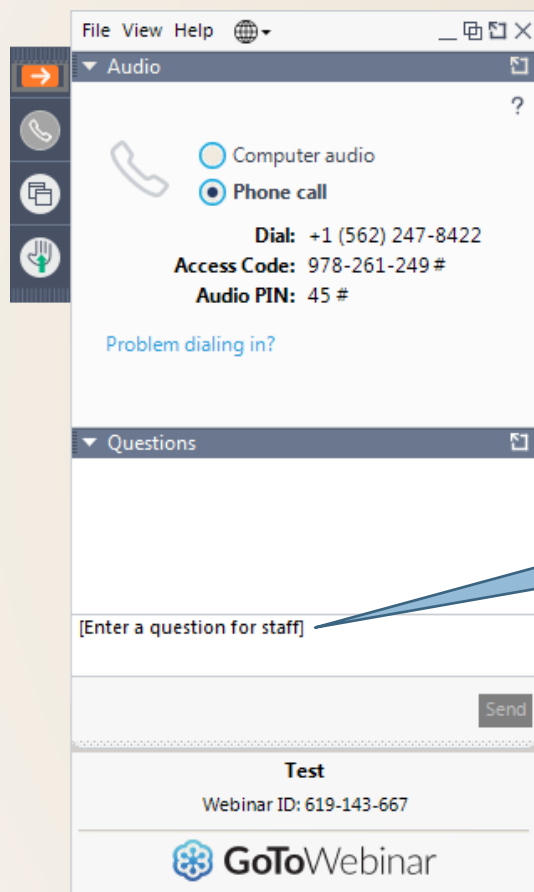 File View Help
Audio
?
Computer audio
Phone call
Dial: +1 (562) 247-8422
Access Code: 978-261-249 #
Audio PIN: 45 #
Problem dialing in?
Questions
[Enter a question for staff]
Send
Test
Webinar ID: 619-143-667
GoToWebinar